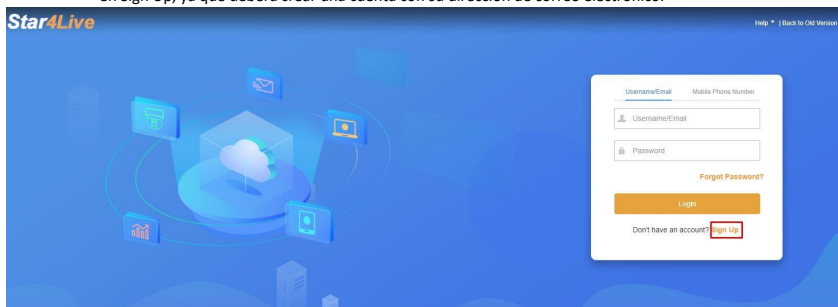 en Sign Up, ya que deberá crear una cuenta con su dirección de correo electrónico.
Star4Live
Help | Back to Old Version
Username/Email Mobile Phone Number
Username/Email
Password
Forgot Password?
Login
Don't have an account? Sign Up